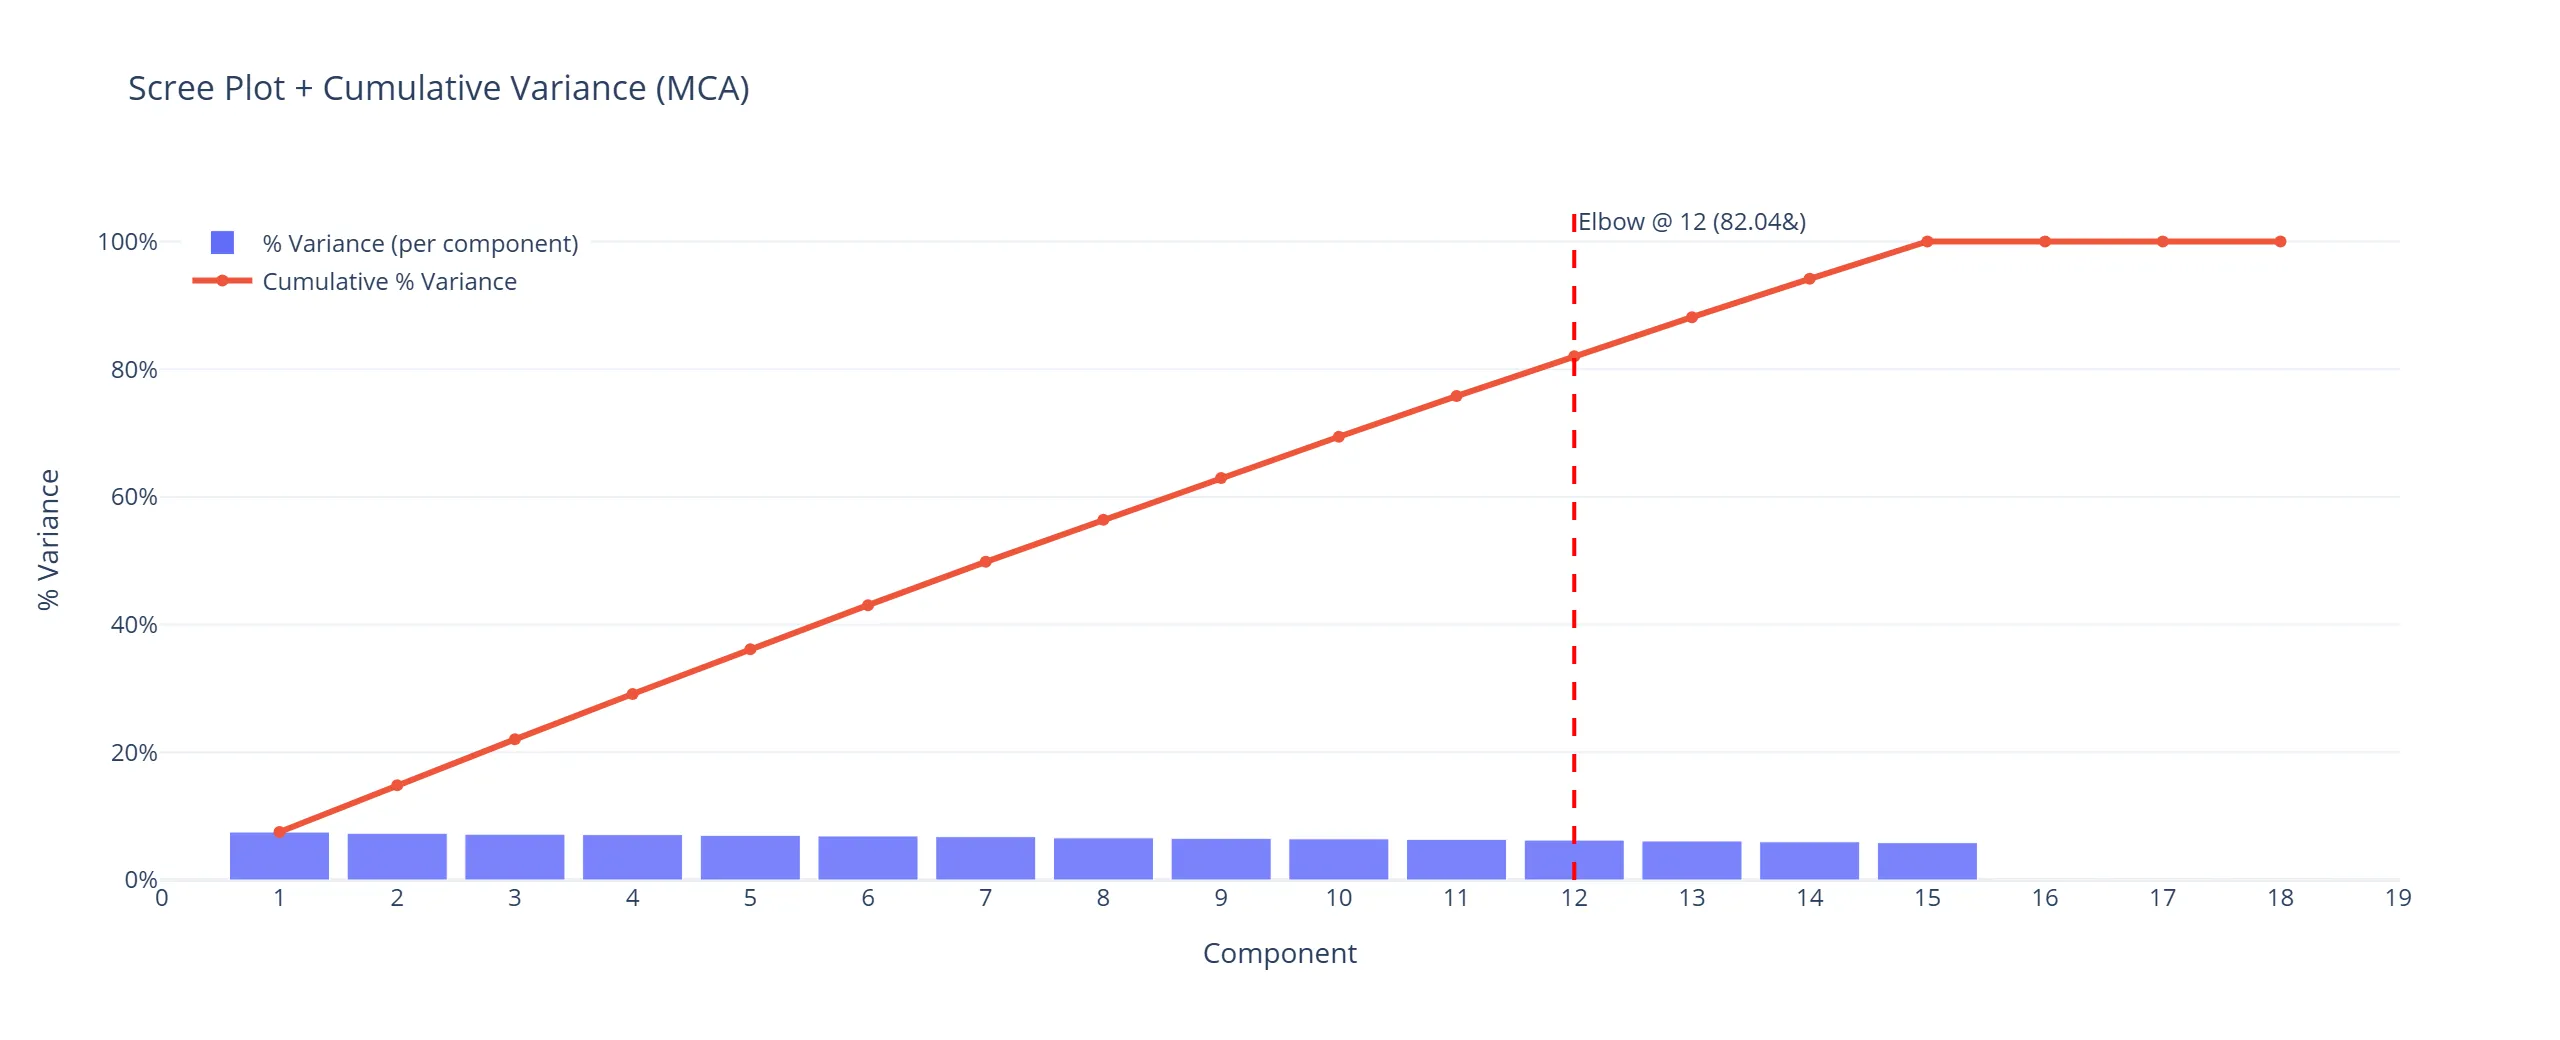 Scree Plot + Cumulative Variance (MCA)
Elbow @ 12 (82.04&)
% Variance (per component)
Cumulative % Variance
100%
80%
60%
40%
20%
0%
% Variance
0 1 2 3 4 5 6 7 8 9 10 11 12 13 14 15 16 17 18 19
Component